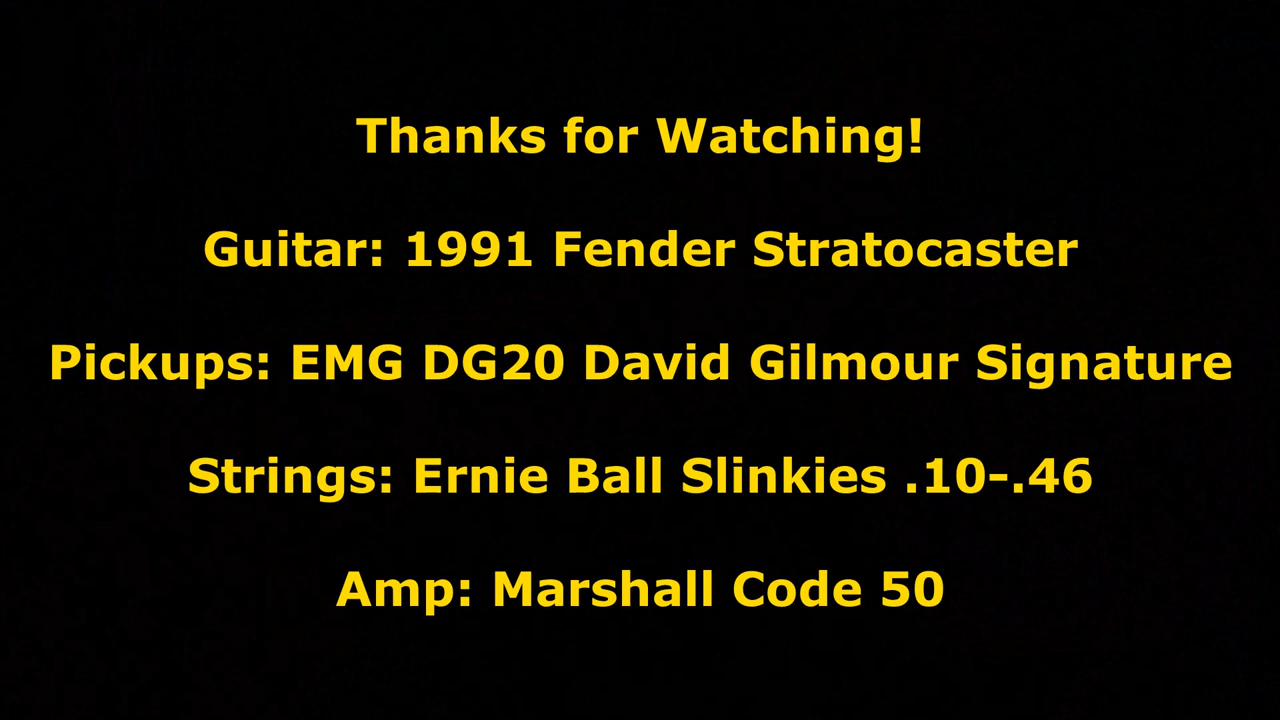 Thanks for Watching!
Guitar: 1991 Fender Stratocaster
Pickups: EMG DG20 David Gilmour Signature
Strings: Ernie Ball Slinkies .10-.46
Amp: Marshall Code 50